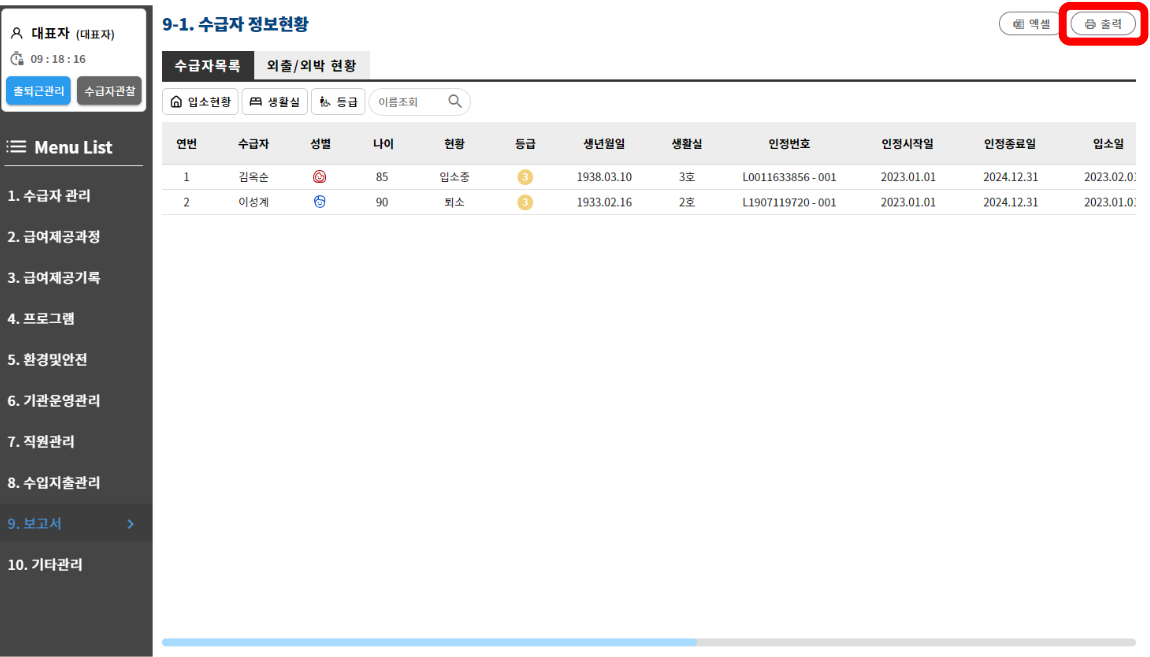 대표자 (대표자)
09 : 18 : 16
출퇴근관리 수급자관찰
Menu List
1. 수급자 관리
2. 급여제공과정
3. 급여제공기록
4. 프로그램
5. 환경및안전
6. 기관운영관리
7. 직원관리
8. 수입지출관리
9. 보고서
10. 기타관리
9-1. 수급자 정보현황
엑셀 출력
수급자목록 외출/외박 현황
입소현황 생활실 등급 이름조회
연번 수급자 성별 나이 현황 등급 생년월일 생활실 인정번호 인정시작일 인정종료일 입소일
1 김옥순 85 입소중 3 1938.03.10 3호 L0011633856 - 001 2023.01.01 2024.12.31 2023.02.0
2 이성계 90 퇴소 3 1933.02.16 2호 L1907119720 - 001 2023.01.01 2024.12.31 2023.01.0